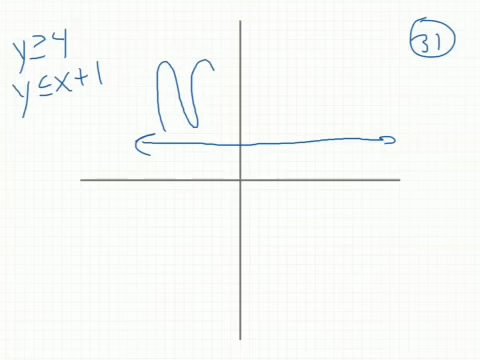 y ≥ 4
y ≤ x + 1
31